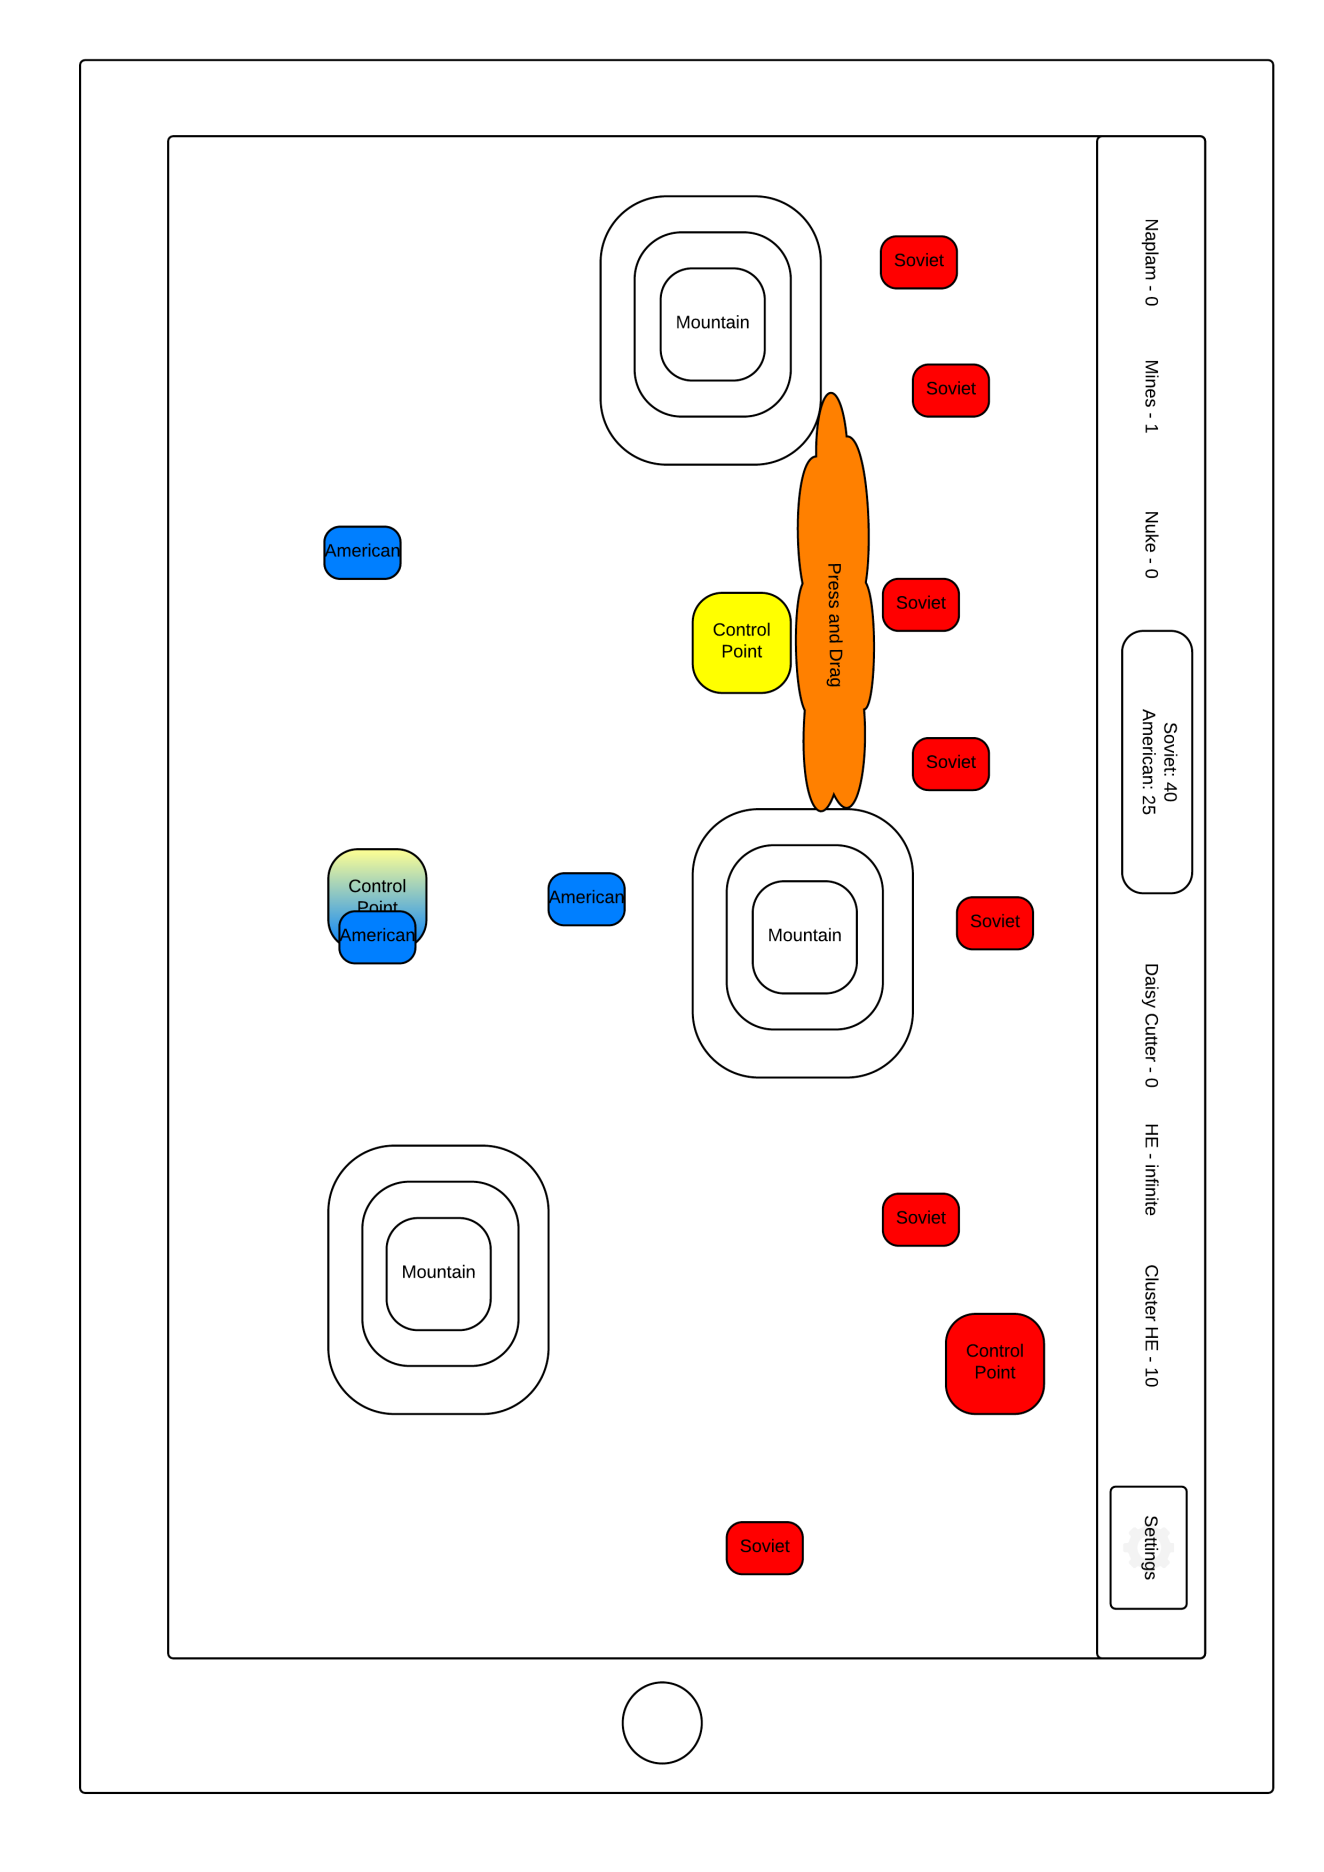 Naplam - 0
Mines - 1
Nuke - 0
Soviet: 40
American: 25
Daisy Cutter - 0
HE - infinite
Cluster HE - 10
Settings
Soviet
Mountain
Soviet
American
Press and Drag
Soviet
Control
Point
Soviet
Control
Point
American
American
Soviet
Mountain
Soviet
Mountain
Control
Point
Soviet